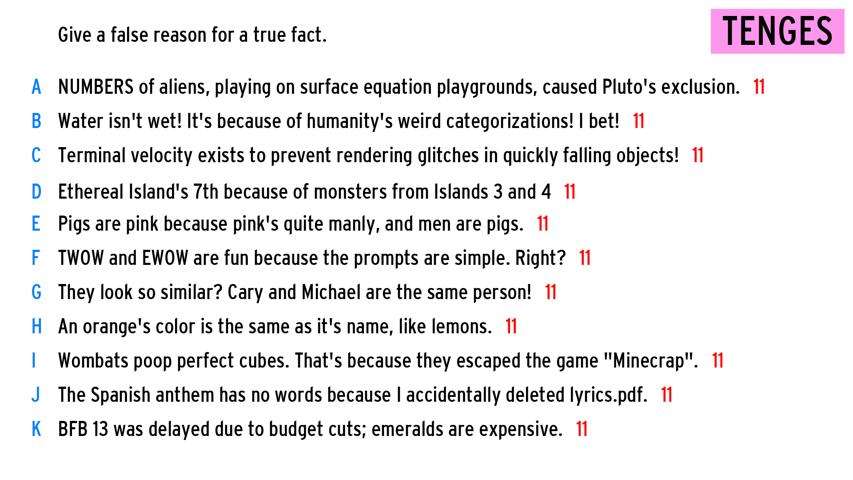 Give a false reason for a true fact.
TENGES
A NUMBERS of aliens, playing on surface equation playgrounds, caused Pluto's exclusion. 11
B Water isn't wet! It's because of humanity's weird categorizations! I bet! 11
C Terminal velocity exists to prevent rendering glitches in quickly falling objects! 11
D Ethereal Island's 7th because of monsters from Islands 3 and 4 11
E Pigs are pink because pink's quite manly, and men are pigs. 11
F TWOW and EWOW are fun because the prompts are simple. Right? 11
G They look so similar? Cary and Michael are the same person! 11
H An orange's color is the same as it's name, like lemons. 11
I Wombats poop perfect cubes. That's because they escaped the game "Minecrap". 11
J The Spanish anthem has no words because I accidentally deleted lyrics.pdf. 11
K BFB 13 was delayed due to budget cuts; emeralds are expensive. 11